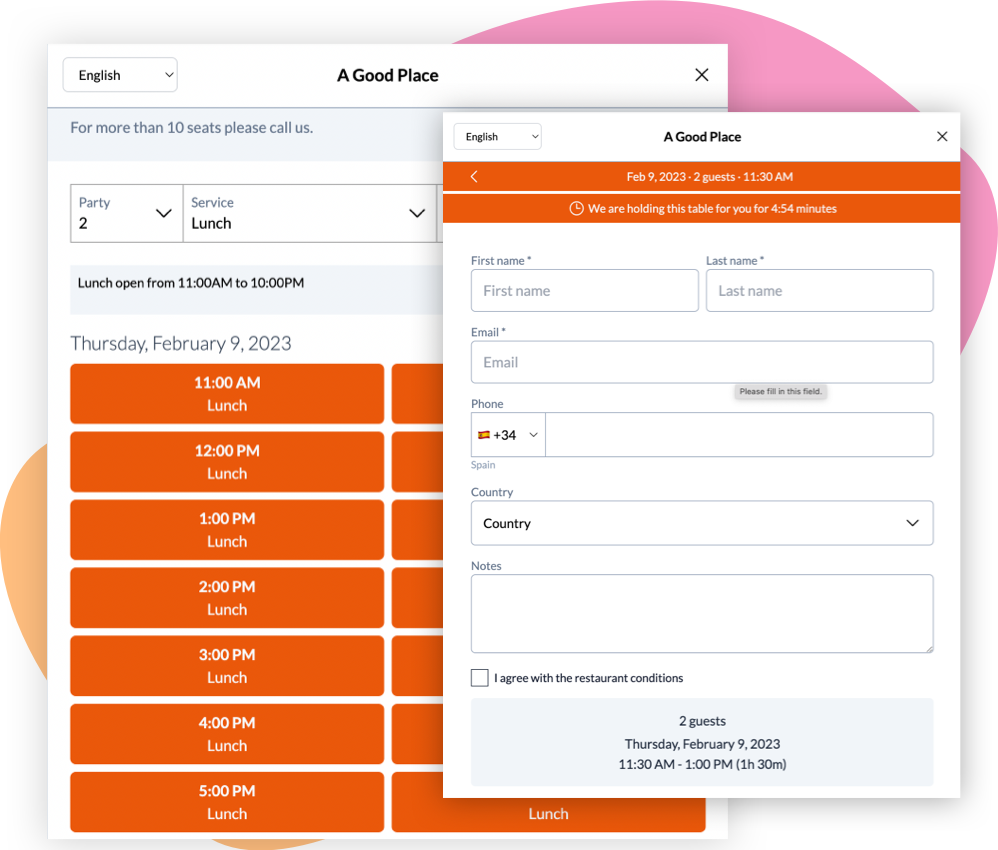 English
A Good Place
For more than 10 seats please call us.
Party
2
Service
Lunch
Lunch open from 11:00AM to 10:00PM
Thursday, February 9, 2023
11:00 AM
Lunch
12:00 PM
Lunch
1:00 PM
Lunch
2:00 PM
Lunch
3:00 PM
Lunch
4:00 PM
Lunch
5:00 PM
Lunch
Lunch
English
A Good Place
Feb 9, 2023 · 2 guests · 11:30 AM
We are holding this table for you for 4:54 minutes
First name *
First name
Last name *
Last name
Email *
Email
Please fill in this field.
Phone
+34
Spain
Country
Country
Notes
I agree with the restaurant conditions
2 guests
Thursday, February 9, 2023
11:30 AM - 1:00 PM (1h 30m)